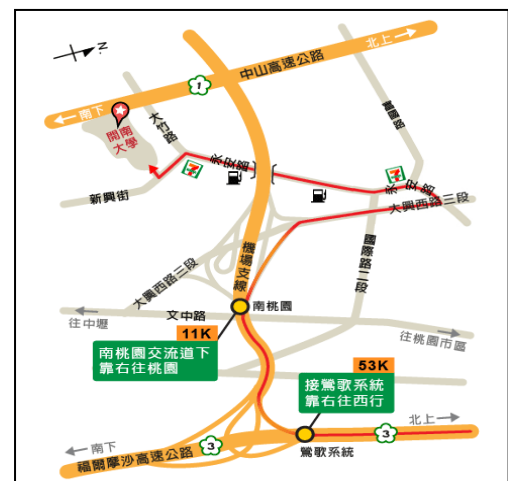 N
北上
中山高速公路
1
南下
開南
大學
大竹路
永安路
新興街
永安路
大興西路三段
國際路二段
大興西路三段
機場支線
南桃園
文中路
往中壢
往桃園市區
11K
南桃園交流道下
靠右往桃園
53K
接鶯歌系統
靠右往西行
北上
3
鶯歌系統
南下
3
福爾摩沙高速公路